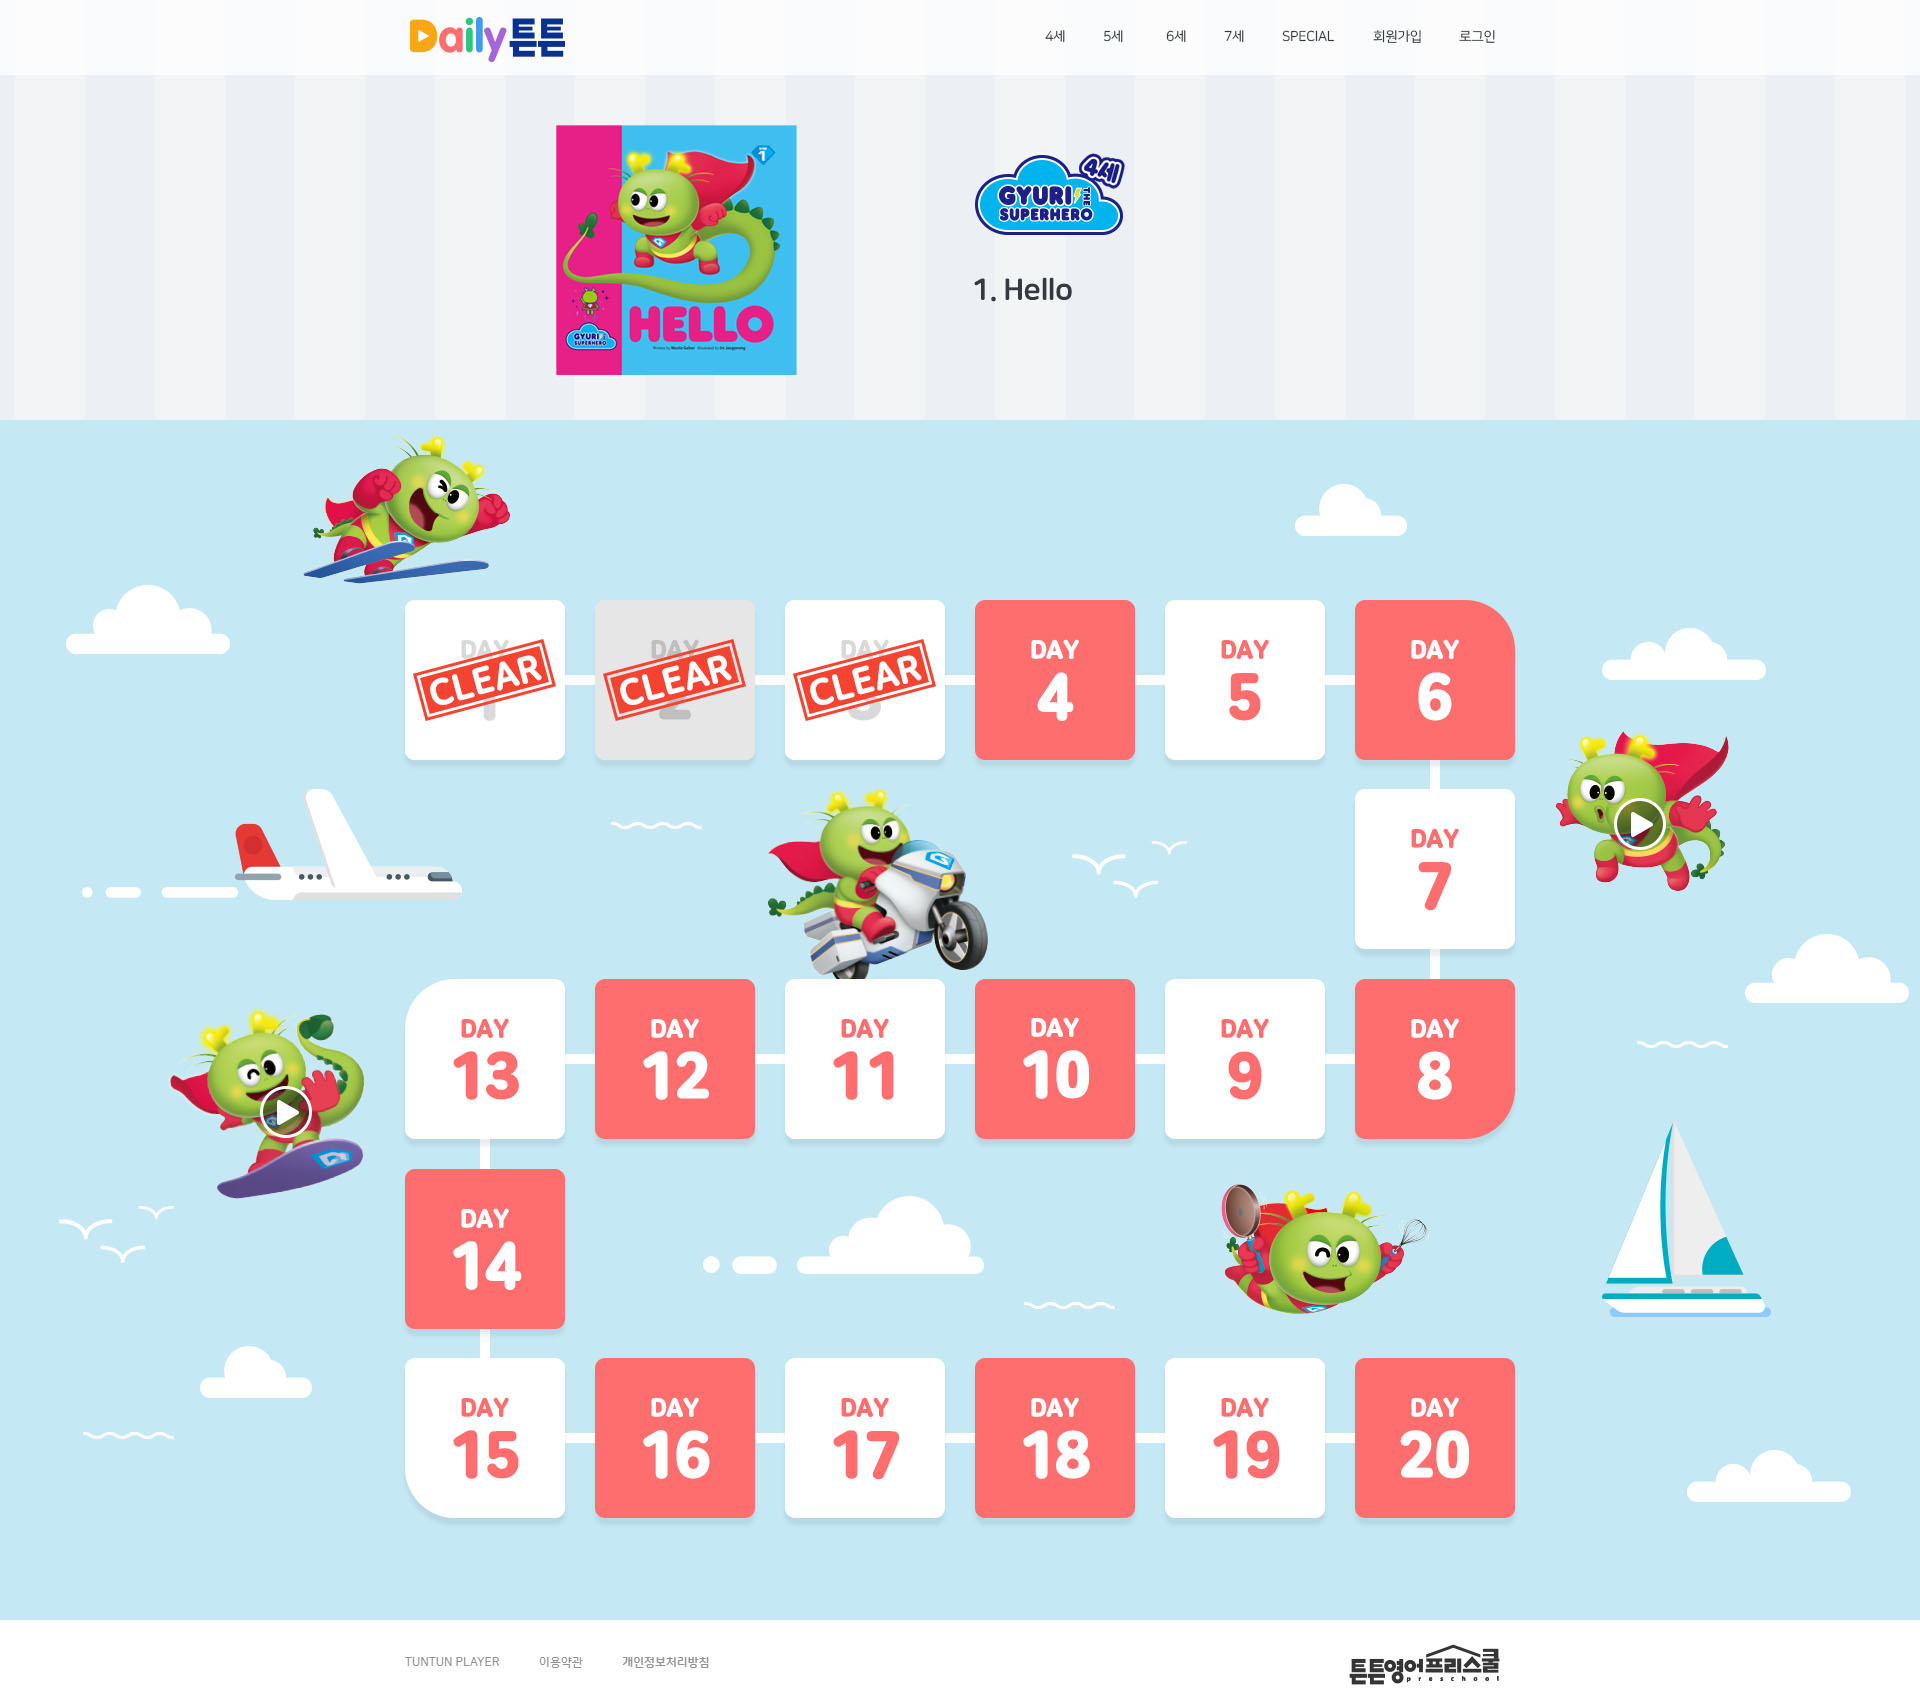 Daily튼튼
4세
5세
6세
7세
SPECIAL
회원가입
로그인
1
HELLO
GYURI THE
SUPERHERO
4세
GYURI THE
SUPERHERO
1. Hello
DAY
1
CLEAR
DAY
2
CLEAR
DAY
3
CLEAR
DAY
4
DAY
5
DAY
6
DAY
7
DAY
13
DAY
12
DAY
11
DAY
10
DAY
9
DAY
8
DAY
14
DAY
15
DAY
16
DAY
17
DAY
18
DAY
19
DAY
20
TUNTUN PLAYER
이용약관
개인정보처리방침
튼튼영어프리스쿨
preschool